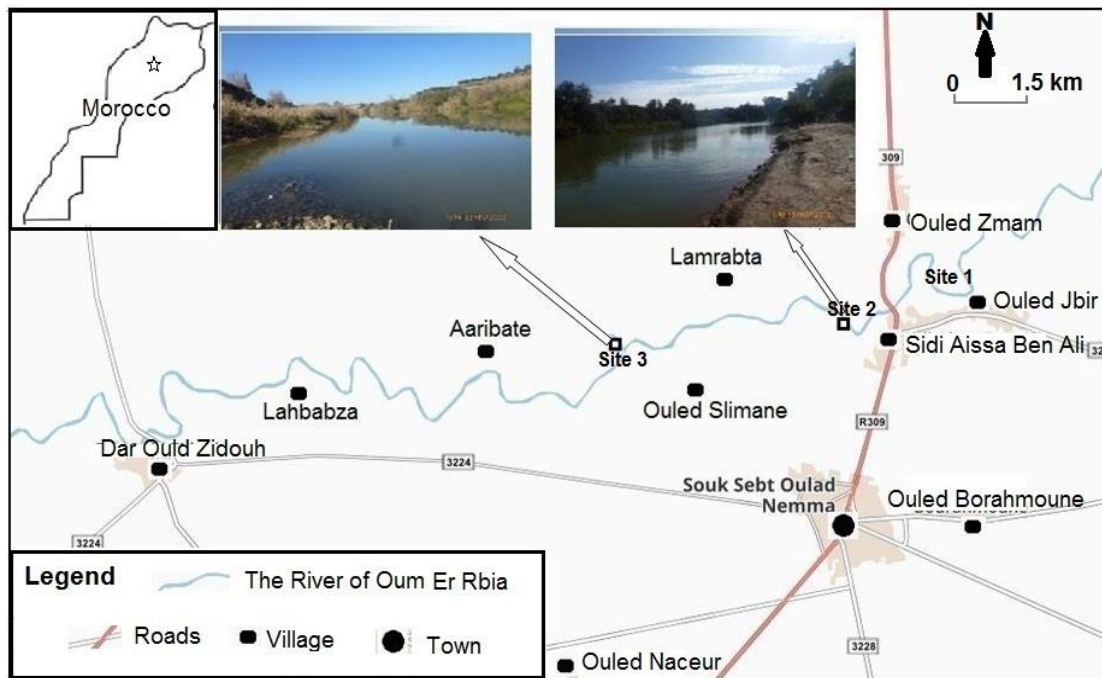 Morocco
N
0 1.5 km
309
Ouled Zmam
Lamrabta
Site 1
Ouled Jbir
Site 2
Aaribate
Site 3
Sidi Aissa Ben Ali
Lahbabza
Ouled Slimane
R309
Dar Ould Zidouh
3224
Souk Sebt Oulad
Nemma
Ouled Borahmoune
3224
Legend
The River of Oum Er Rbia
Roads
Village
Town
3228
Ouled Naceur